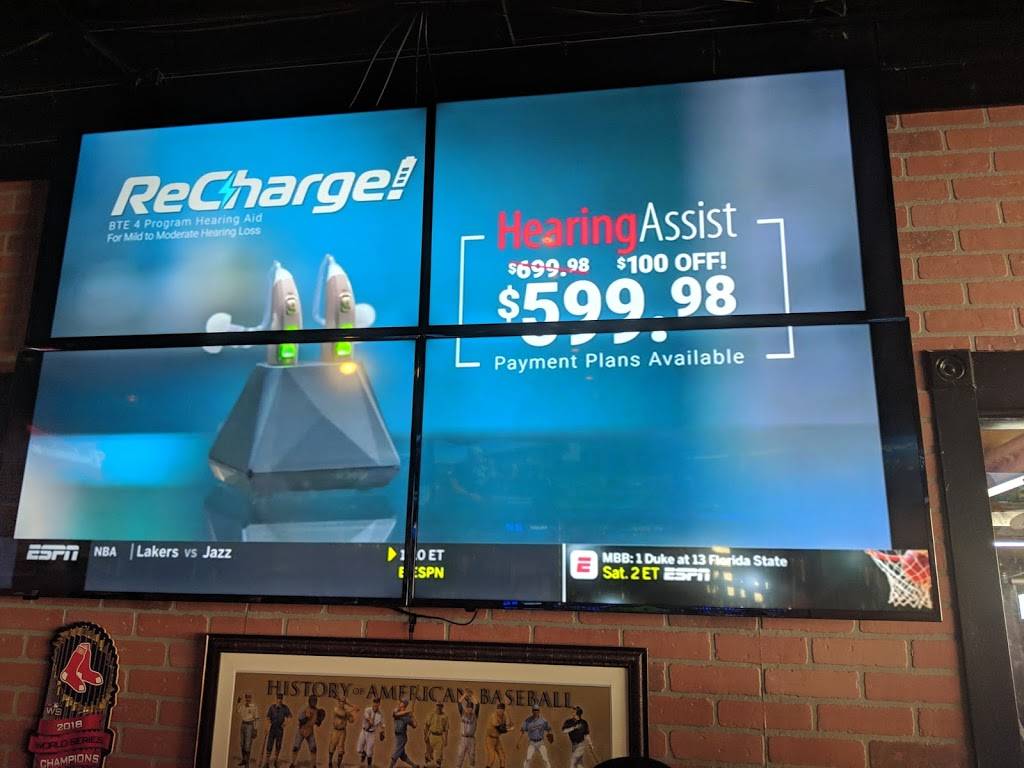 ReCharge!
BTE 4 Program Hearing Aid
For Mild to Moderate Hearing Loss
HearingAssist
$699.98 $100 OFF!
$599.98
Payment Plans Available
ESPN NBA Lakers vs Jazz
ET
ESPN
MBB: 1 Duke at 13 Florida State
Sat. 2 ET ESPN
HISTORY OF AMERICAN BASEBALL
WS
2018
WORLD SERIES
CHAMPIONS